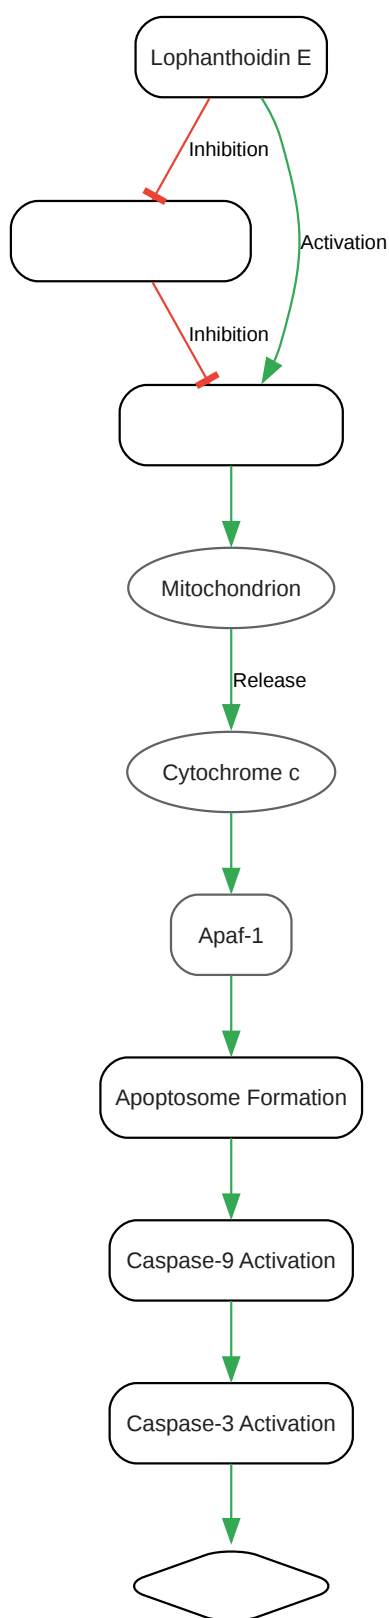 Lophanthoidin E
Inhibition
Activation
Inhibition
Mitochondrion
Release
Cytochrome c
Apaf-1
Apoptosome Formation
Caspase-9 Activation
Caspase-3 Activation